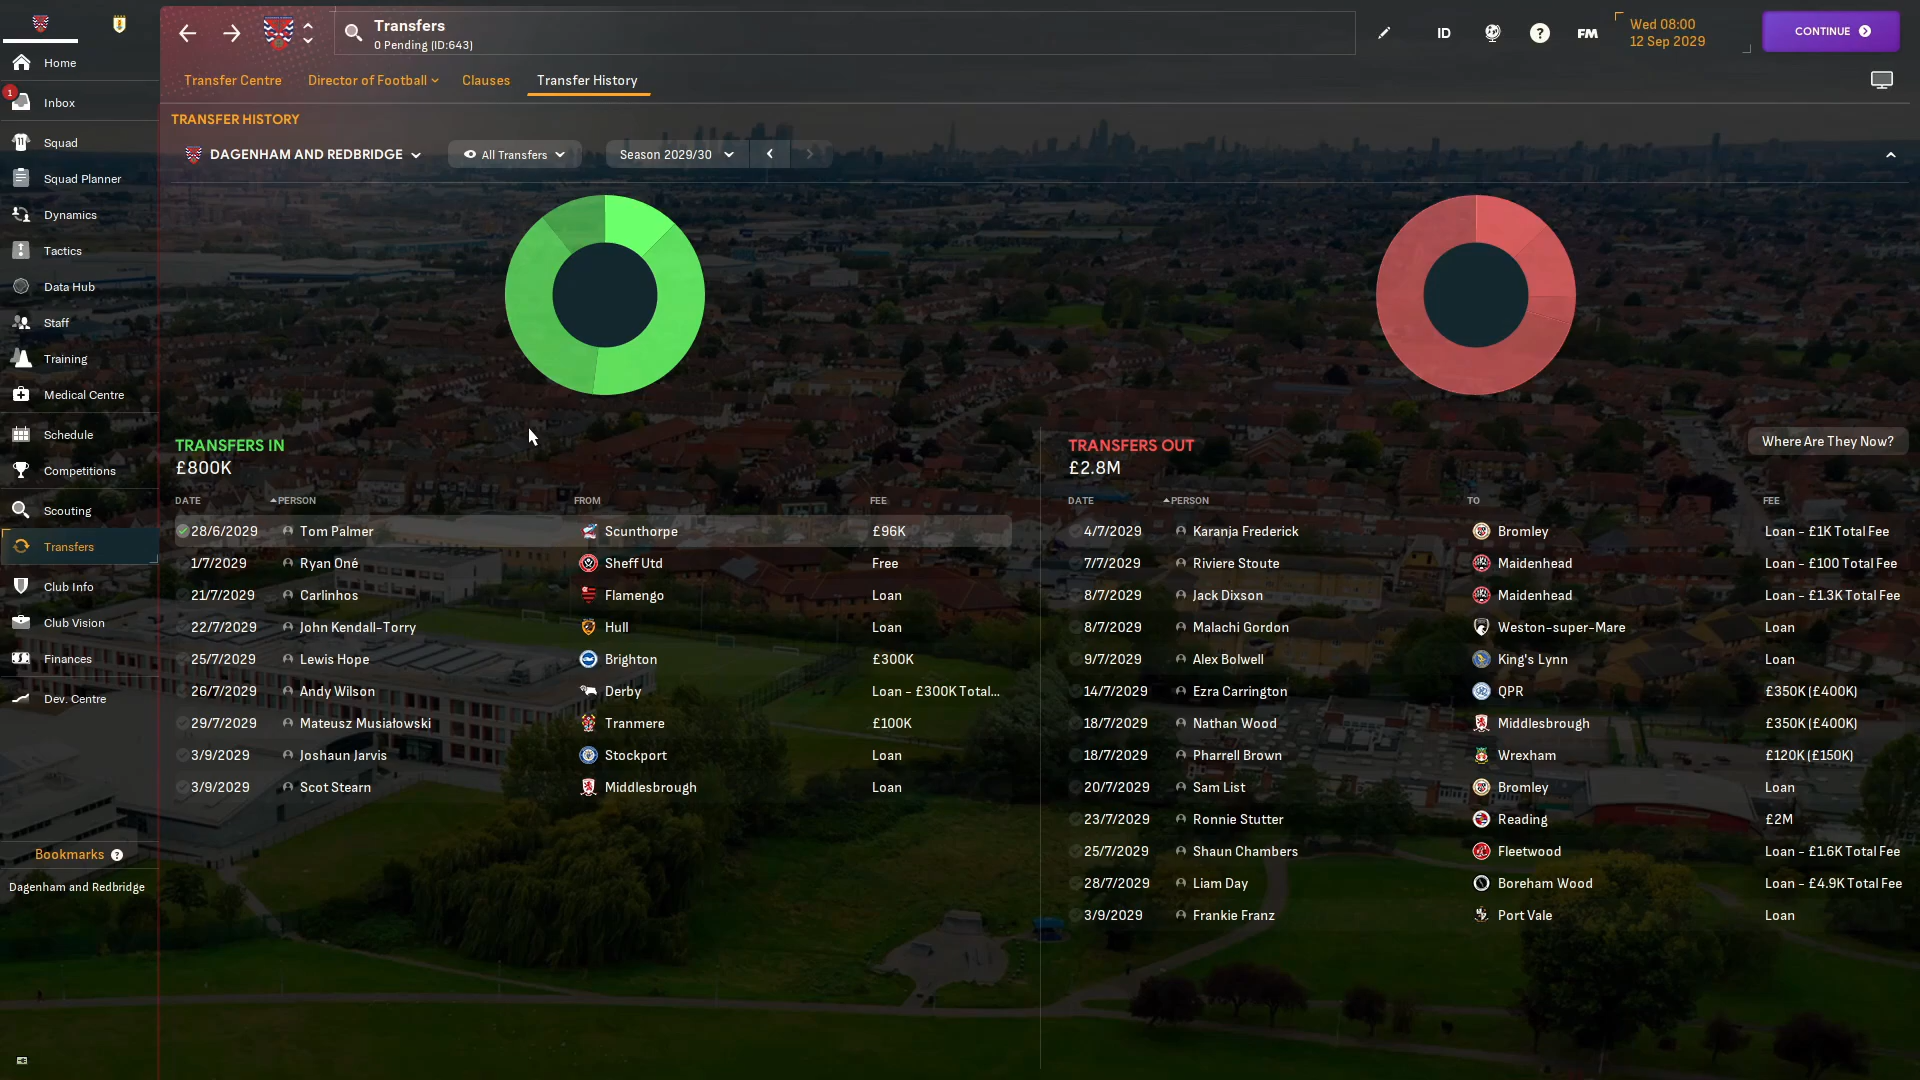 Transfers
0 Pending (ID:643)
ID
FM
Wed 08:00
12 Sep 2029
CONTINUE
Home
1
Inbox
Squad
Squad Planner
Dynamics
Tactics
Data Hub
Staff
Training
Medical Centre
Schedule
Competitions
Scouting
Transfers
Club Info
Club Vision
Finances
Dev. Centre
Bookmarks ?
Dagenham and Redbridge
Transfer Centre Director of Football Clauses Transfer History
TRANSFER HISTORY
DAGENHAM AND REDBRIDGE All Transfers Season 2029/30
TRANSFERS IN
£800K
DATE PERSON FROM FEE
28/6/2029 Tom Palmer Scunthorpe £96K
1/7/2029 Ryan Oné Sheff Utd Free
21/7/2029 Carlinhos Flamengo Loan
22/7/2029 John Kendall-Torry Hull Loan
25/7/2029 Lewis Hope Brighton £300K
26/7/2029 Andy Wilson Derby Loan - £300K Total...
29/7/2029 Mateusz Musiałowski Tranmere £100K
3/9/2029 Joshaun Jarvis Stockport Loan
3/9/2029 Scot Stearn Middlesbrough Loan
TRANSFERS OUT
£2.8M
Where Are They Now?
DATE PERSON TO FEE
4/7/2029 Karanja Frederick Bromley Loan - £1K Total Fee
7/7/2029 Riviere Stoute Maidenhead Loan - £100 Total Fee
8/7/2029 Jack Dixson Maidenhead Loan - £1.3K Total Fee
8/7/2029 Malachi Gordon Weston-super-Mare Loan
9/7/2029 Alex Bolwell King's Lynn Loan
14/7/2029 Ezra Carrington QPR £350K (£400K)
18/7/2029 Nathan Wood Middlesbrough £350K (£400K)
18/7/2029 Pharrell Brown Wrexham £120K (£150K)
20/7/2029 Sam List Bromley Loan
23/7/2029 Ronnie Stutter Reading £2M
25/7/2029 Shaun Chambers Fleetwood Loan - £1.6K Total Fee
28/7/2029 Liam Day Boreham Wood Loan - £4.9K Total Fee
3/9/2029 Frankie Franz Port Vale Loan